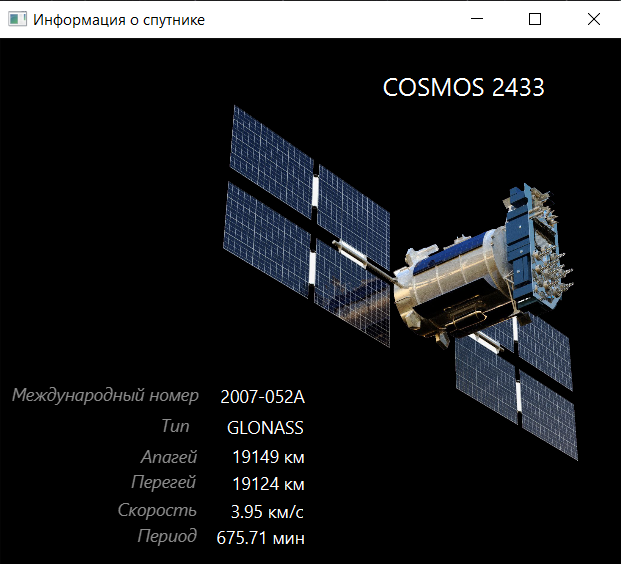 Информация о спутнике
COSMOS 2433
Международный номер 2007-052A
Тип GLONASS
Апагей 19149 км
Перегей 19124 км
Скорость 3.95 км/с
Период 675.71 мин